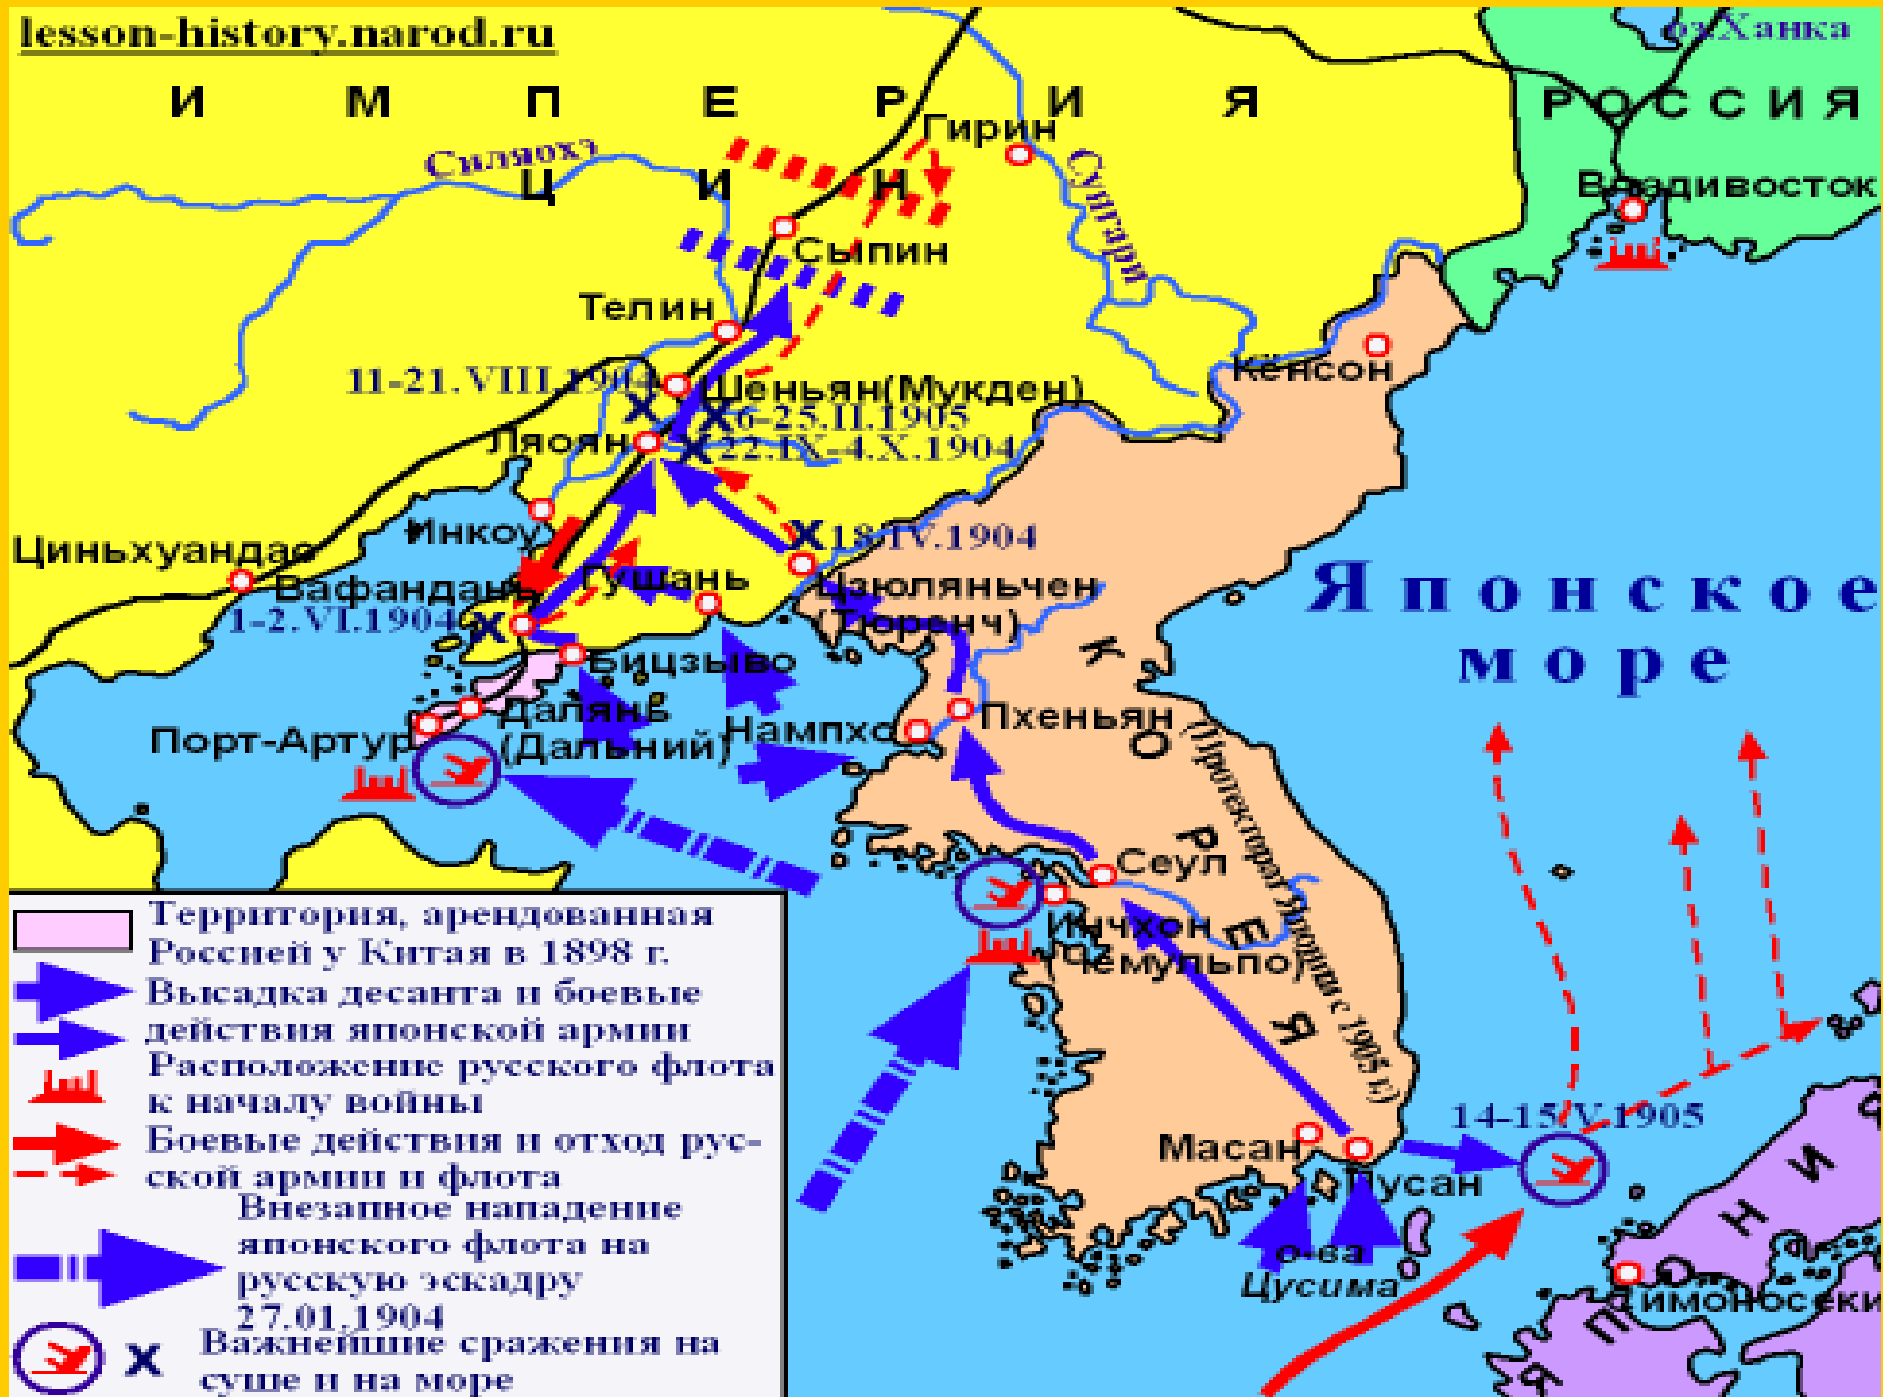 lesson-history.narod.ru
оз.Ханка
И М П Е Р И Я
РОССИЯ
Гирин
Силяохэ
Ц И Н
Сунгари
Владивосток
Сыпин
Телин
Кёнсон
11-21.VIII.1904
Шеньян(Мукден)
6-25.II.1905
Ляоян
22.IX-4.X.1904
Инкоу
18.IV.1904
Циньхуандао
Вафандань
Гушань
Цзюляньчен
(Тюренч)
1-2.VI.1904
Японское
море
Бицзыво
Далянь
(Дальний)
Порт-Артур
Нампхо
Пхеньян
КОРЕЯ
(Протекторат Японии с 1905 г.)
Сеул
Инчхон
(Чемульпо)
14-15.V.1905
Масан
Пусан
о-ва
Цусима
Симоносеки
ЯПОНИ
Территория, арендованная
Россией у Китая в 1898 г.
Высадка десанта и боевые
действия японской армии
Расположение русского флота
к началу войны
Боевые действия и отход рус-
ской армии и флота
Внезапное нападение
японского флота на
русскую эскадру
27.01.1904
Важнейшие сражения на
суше и на море